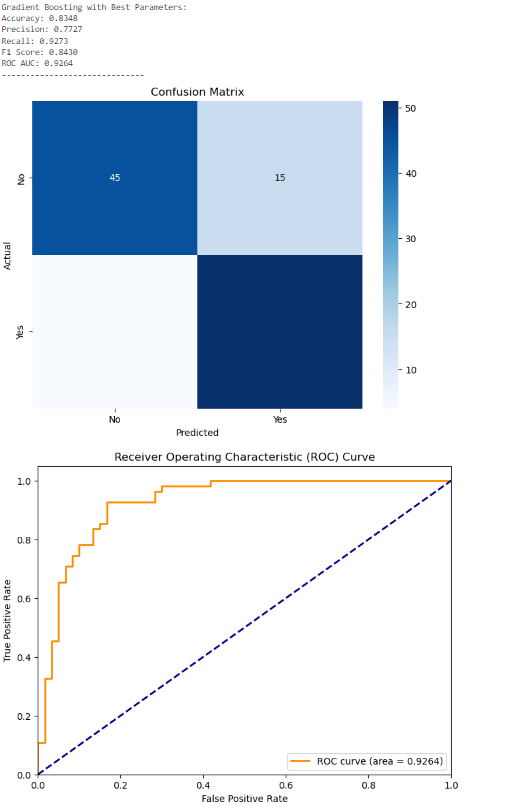 Gradient Boosting with Best Parameters:
Accuracy: 0.8348
Precision: 0.7727
Recall: 0.9273
F1 Score: 0.8430
ROC AUC: 0.9264
------------------------------
Confusion Matrix
50
45 15
No
40
Actual
30
20
Yes
10
No Yes
Predicted
Receiver Operating Characteristic (ROC) Curve
1.0
0.8
True Positive Rate
0.6
0.4
0.2
ROC curve (area = 0.9264)
0.0
0.0 0.2 0.4 0.6 0.8 1.0
False Positive Rate